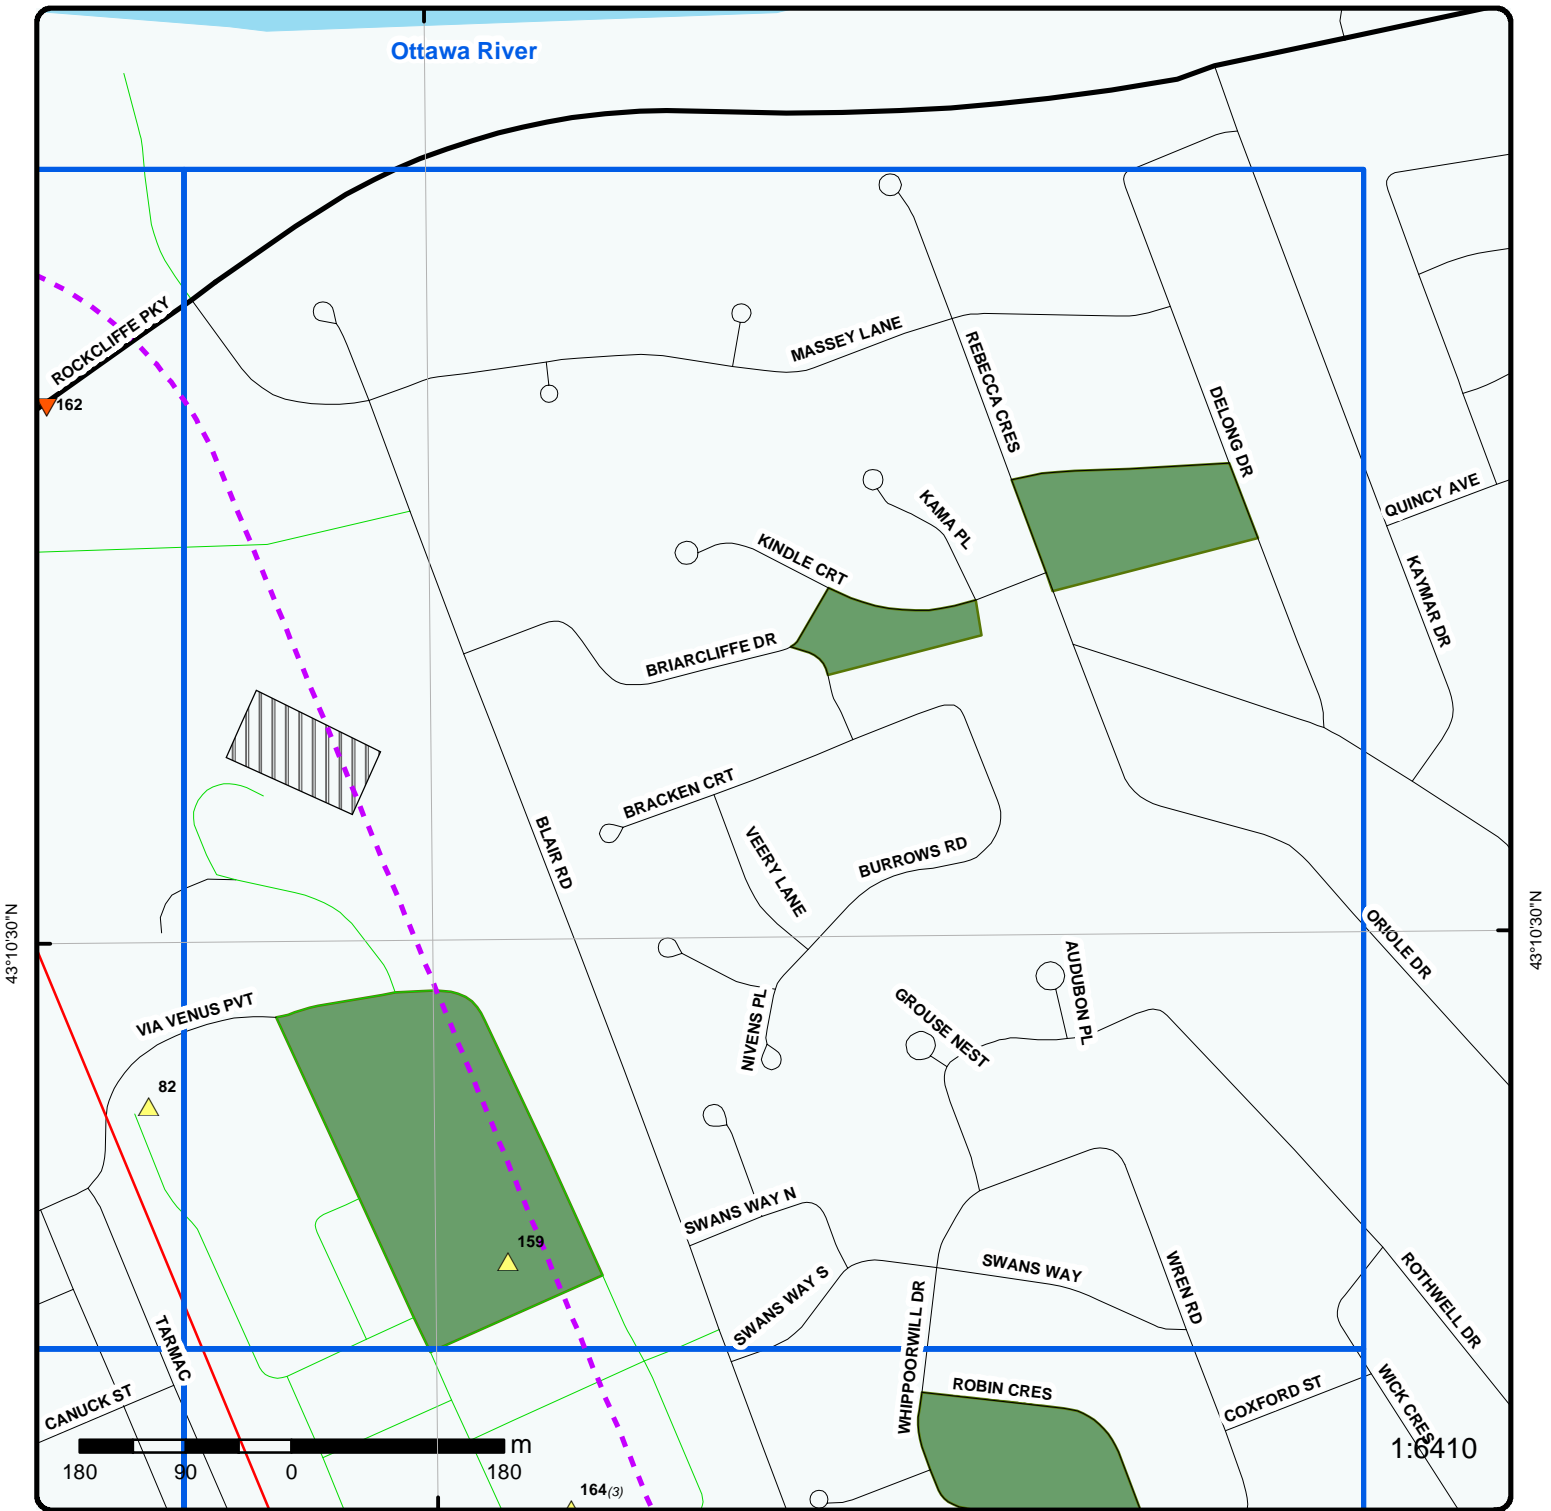 Ottawa River
ROCKCLIFFE PKY
162
MASSEY LANE
REBECCA CRES
DELONG DR
QUINCY AVE
KAMA PL
KINDLE CRT
KAYMAR DR
BRIARCLIFFE DR
BRACKEN CRT
BLAIR RD
VEERY LANE
BURROWS RD
43°10'30"N
43°10'30"N
ORIOLE DR
AUDUBON PL
GROUSE NEST
NIVENS PL
VIA VENUS PVT
82
159
SWANS WAY N
SWANS WAY S
SWANS WAY
WREN RD
ROTHWELL DR
WHIPPOORWILL DR
TARMAC
CANUCK ST
ROBIN CRES
COXFORD ST
WICK CRES
m
180 90 0 180
164(3)
1:6410